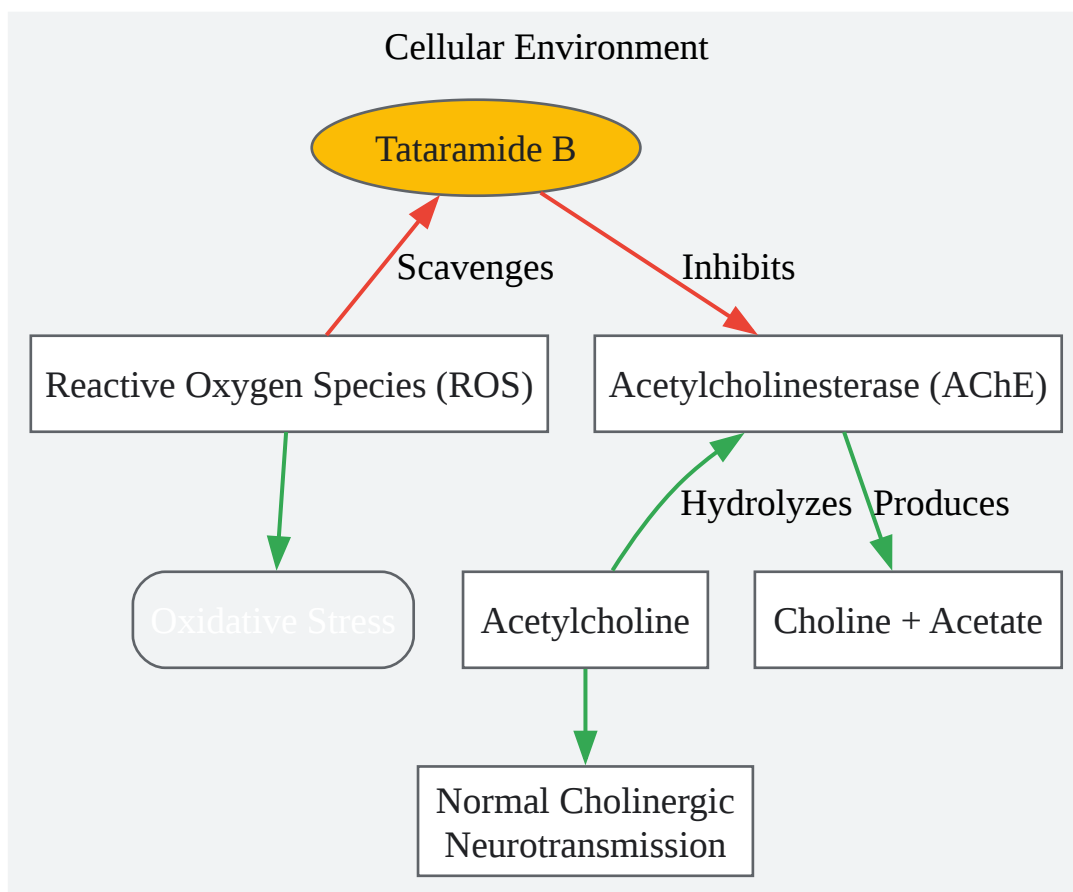 Cellular Environment
Tataramide B
Scavenges
Inhibits
Reactive Oxygen Species (ROS)
Acetylcholinesterase (AChE)
Hydrolyzes
Produces
Oxidative Stress
Acetylcholine
Choline + Acetate
Normal Cholinergic
Neurotransmission